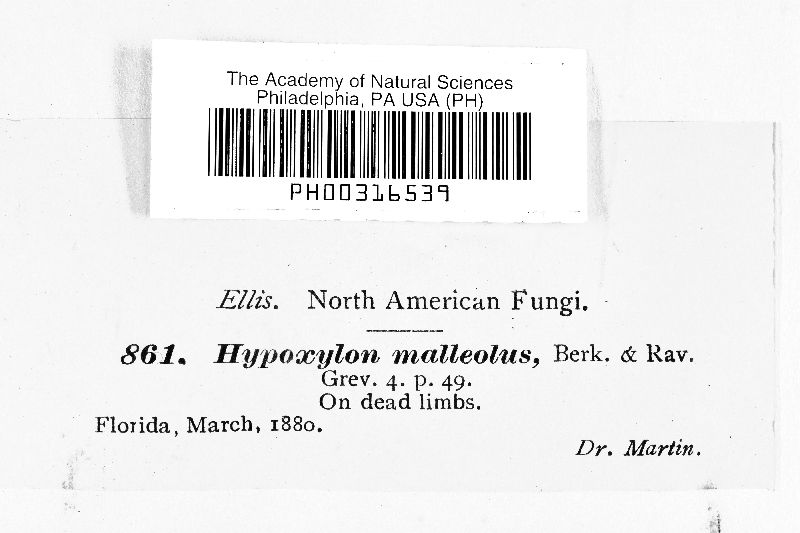 The Academy of Natural Sciences
Philadelphia, PA USA (PH)
PH00316539
Ellis. North American Fungi.
861. Hypoxylon malleolus, Berk. & Rav.
Grev. 4. p. 49.
On dead limbs.
Florida, March, 1880.
Dr. Martin.